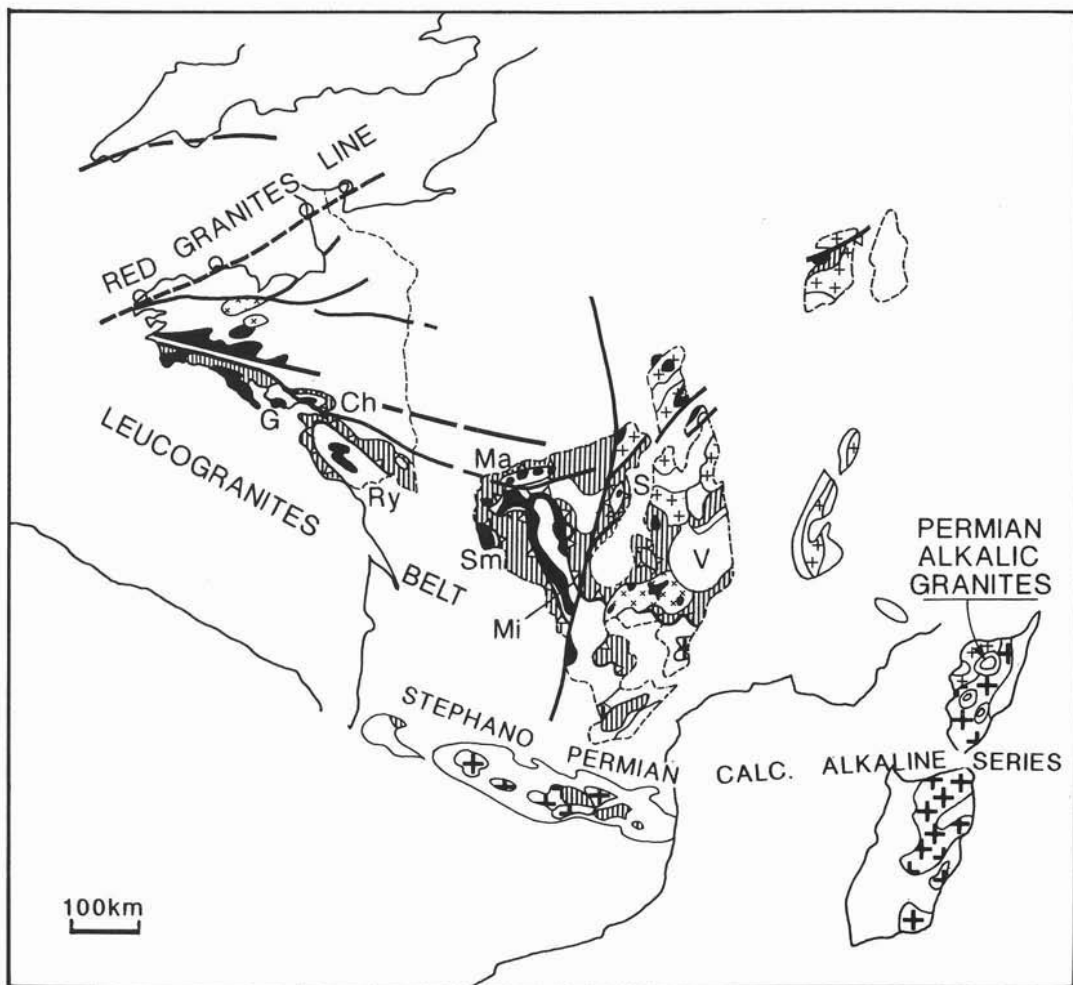 RED GRANITES LINE
LEUCOGRANITES BELT
G
Ch
Ry
Ma
S
Sm
V
Mi
PERMIAN
ALKALIC
GRANITES
STEPHANO PERMIAN CALC. ALKALINE SERIES
100km